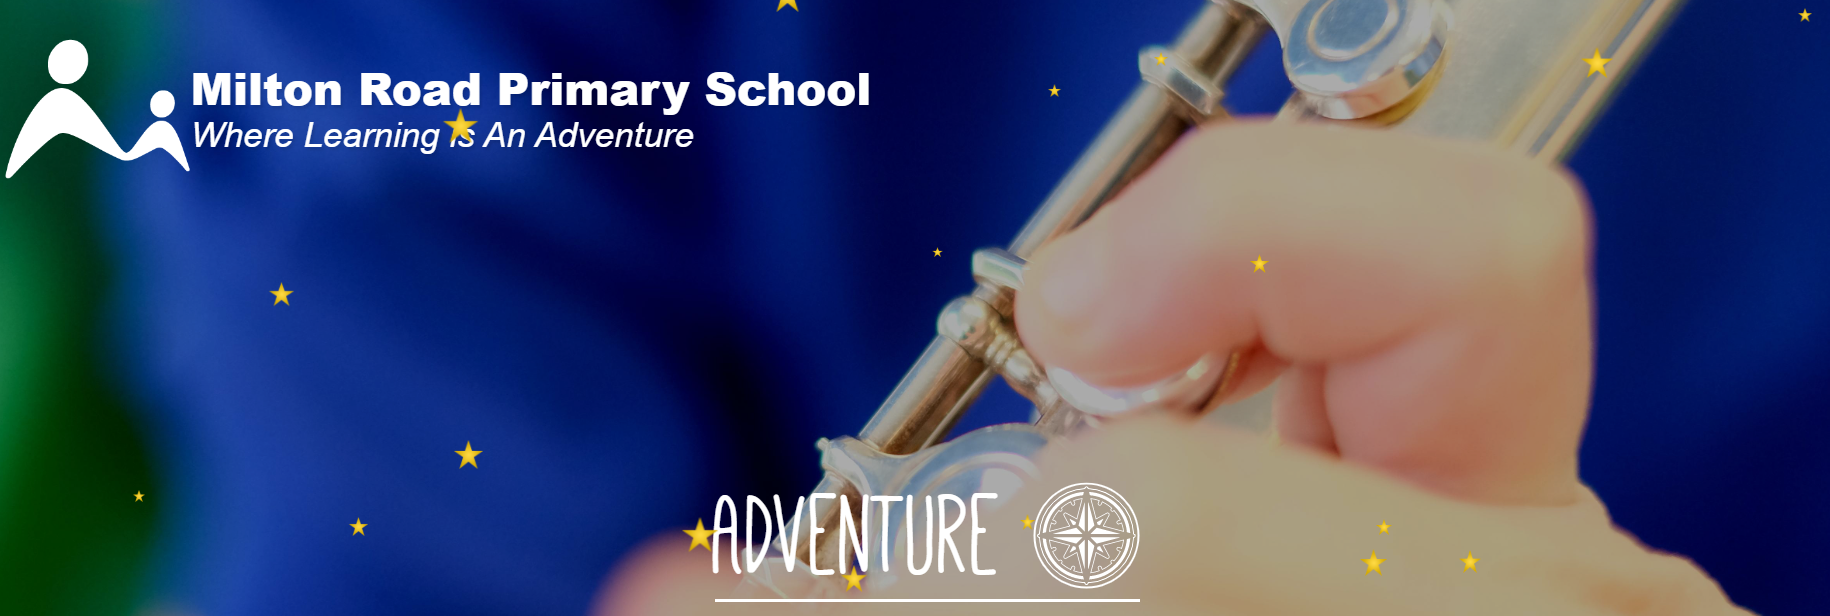 Milton Road Primary School
Where Learning Is An Adventure
ADVENTURE